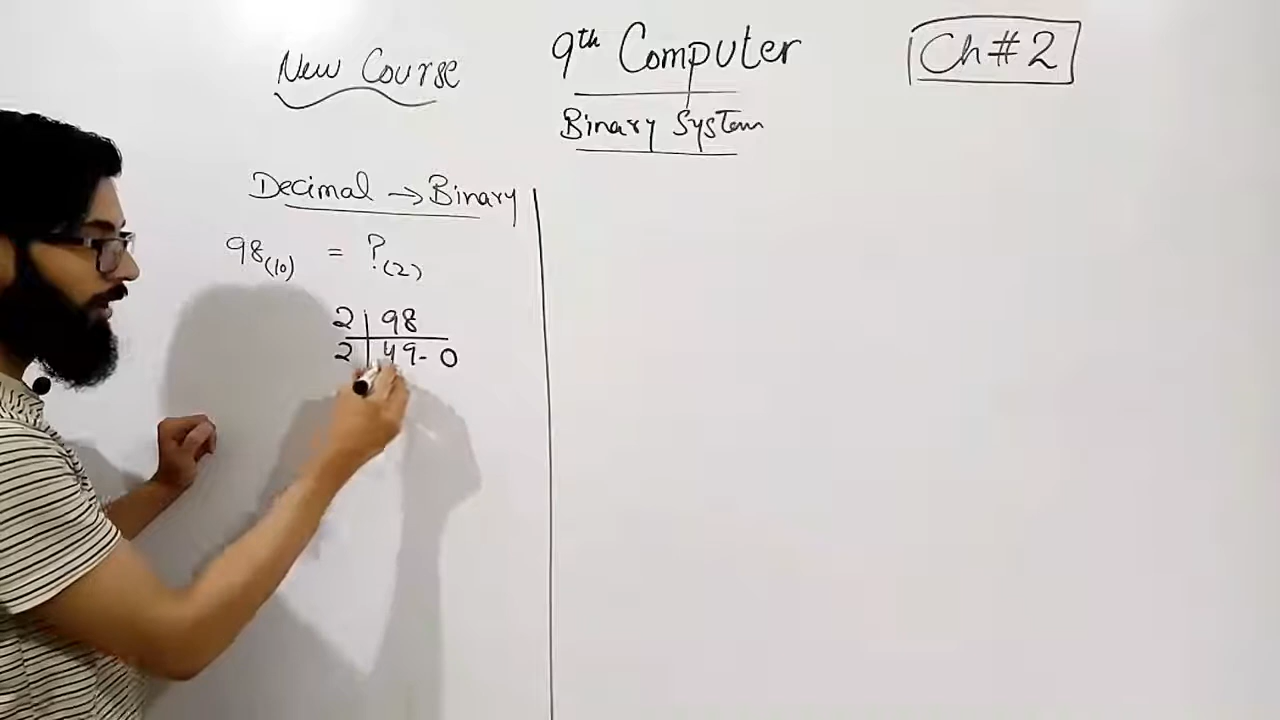 New Course
9th Computer
Ch#2
Binary System
Decimal → Binary
98(10) = ?(2)
2 | 98
2 | 49 - 0